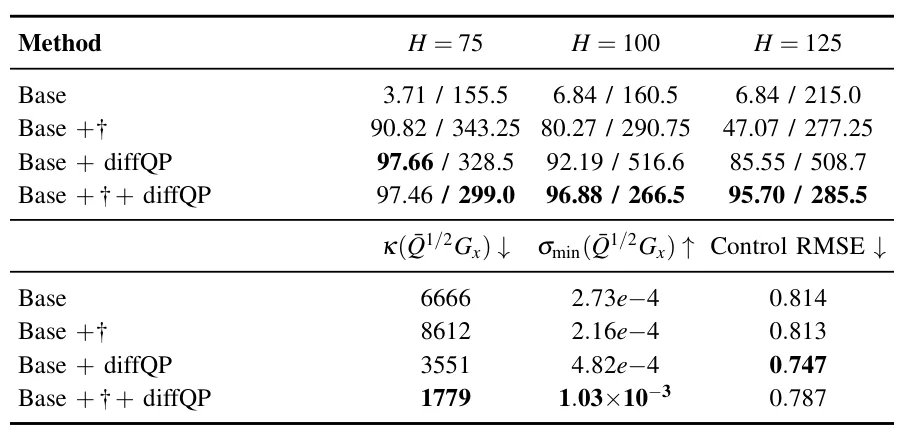 Method H = 75 H = 100 H = 125
Base 3.71 / 155.5 6.84 / 160.5 6.84 / 215.0
Base +† 90.82 / 343.25 80.27 / 290.75 47.07 / 277.25
Base + diffQP 97.66 / 328.5 92.19 / 516.6 85.55 / 508.7
Base +†+ diffQP 97.46 / 299.0 96.88 / 266.5 95.70 / 285.5
κ(Q̄^{1/2}G_x) ↓ σ_min(Q̄^{1/2}G_x) ↑ Control RMSE ↓
Base 6666 2.73e−4 0.814
Base +† 8612 2.16e−4 0.813
Base + diffQP 3551 4.82e−4 0.747
Base +†+ diffQP 1779 1.03×10^{−3} 0.787